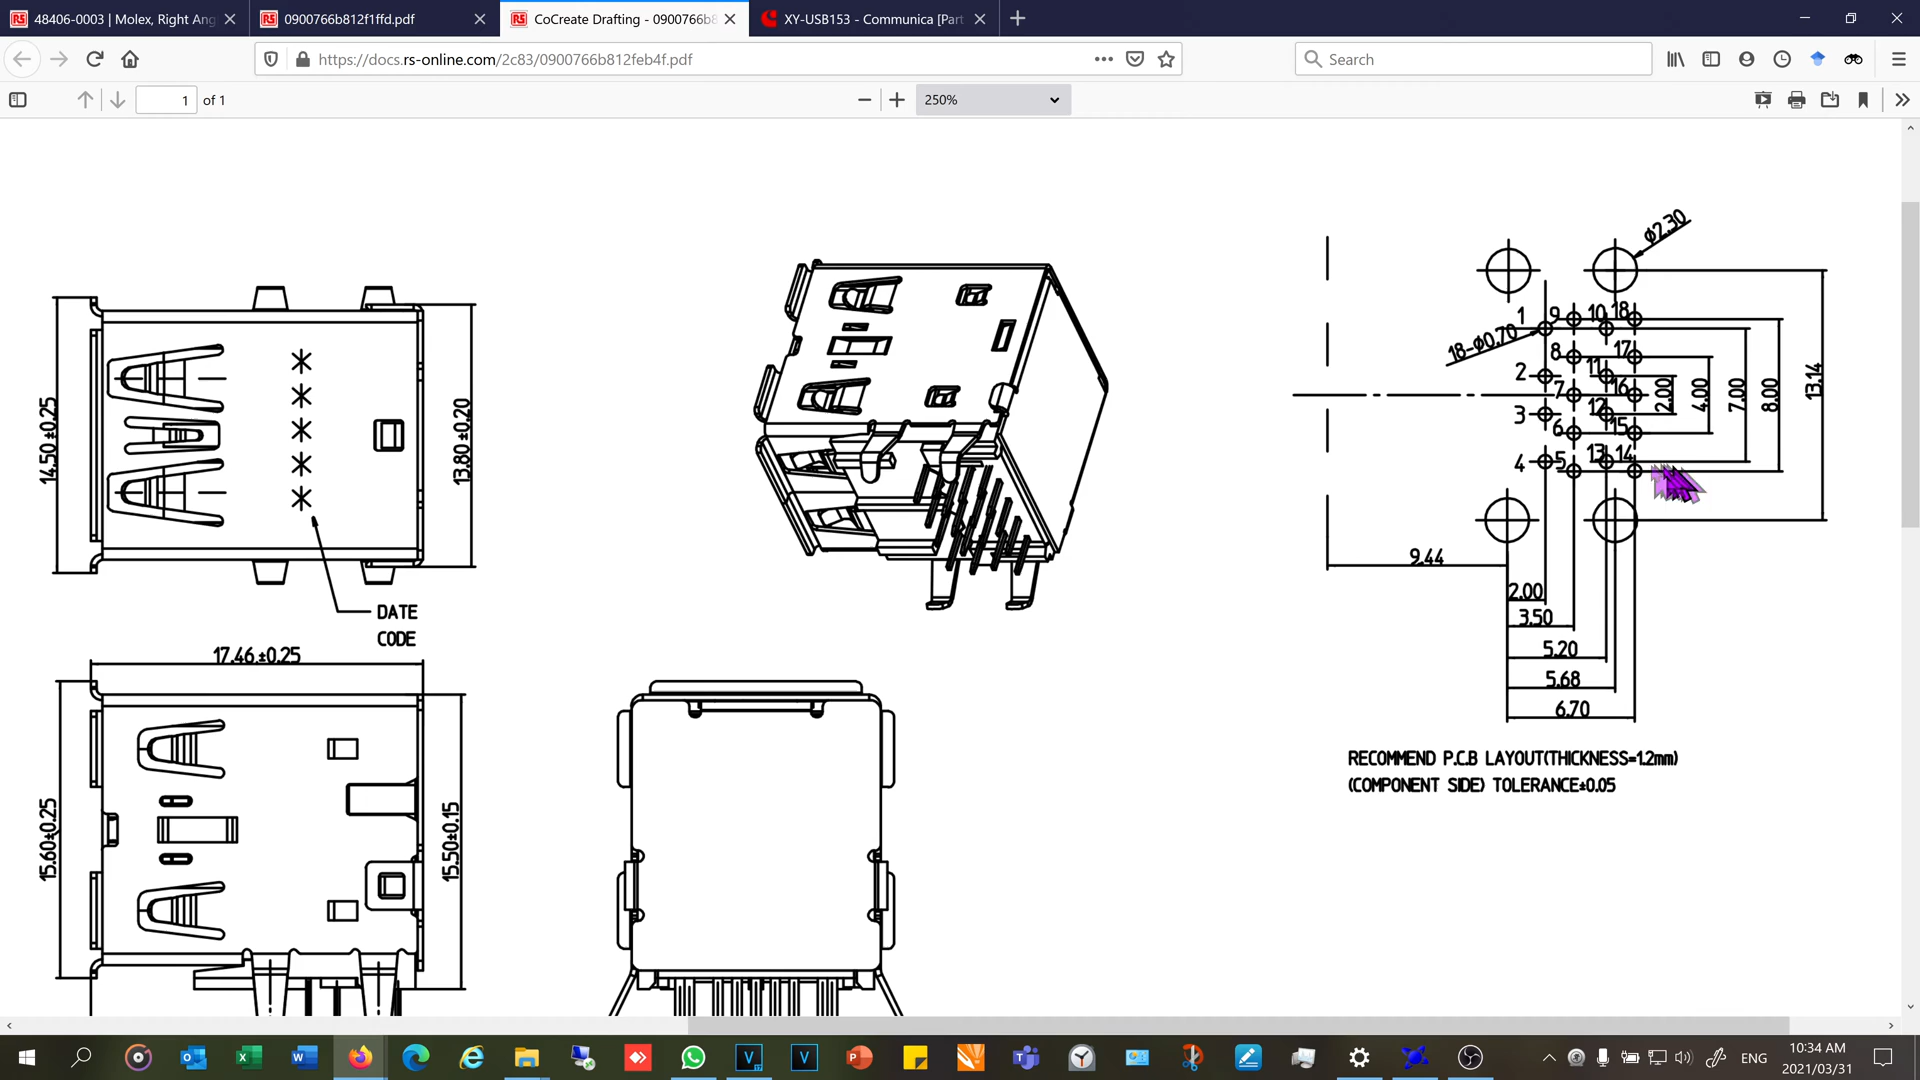 48406-0003 | Molex, Right Ang
0900766b812f1ffd.pdf
CoCreate Drafting - 0900766b8
XY-USB153 - Communica [Part
https://docs.rs-online.com/2c83/0900766b812feb4f.pdf
Search
1 of 1
250%
Ø2.30
1 9 10 18
18-Ø0.70
8 17
2 11
7 16
3 12
6 15
4 5 13 14
2.00
4.00
7.00
8.00
13.14
14.50 ±0.25
13.80 ±0.20
DATE
CODE
9.44
2.00
3.50
5.20
5.68
6.70
17.46±0.25
15.60±0.25
15.50±0.15
RECOMMEND P.C.B LAYOUT(THICKNESS=1.2mm)
(COMPONENT SIDE) TOLERANCE±0.05
ENG
10:34 AM
2021/03/31